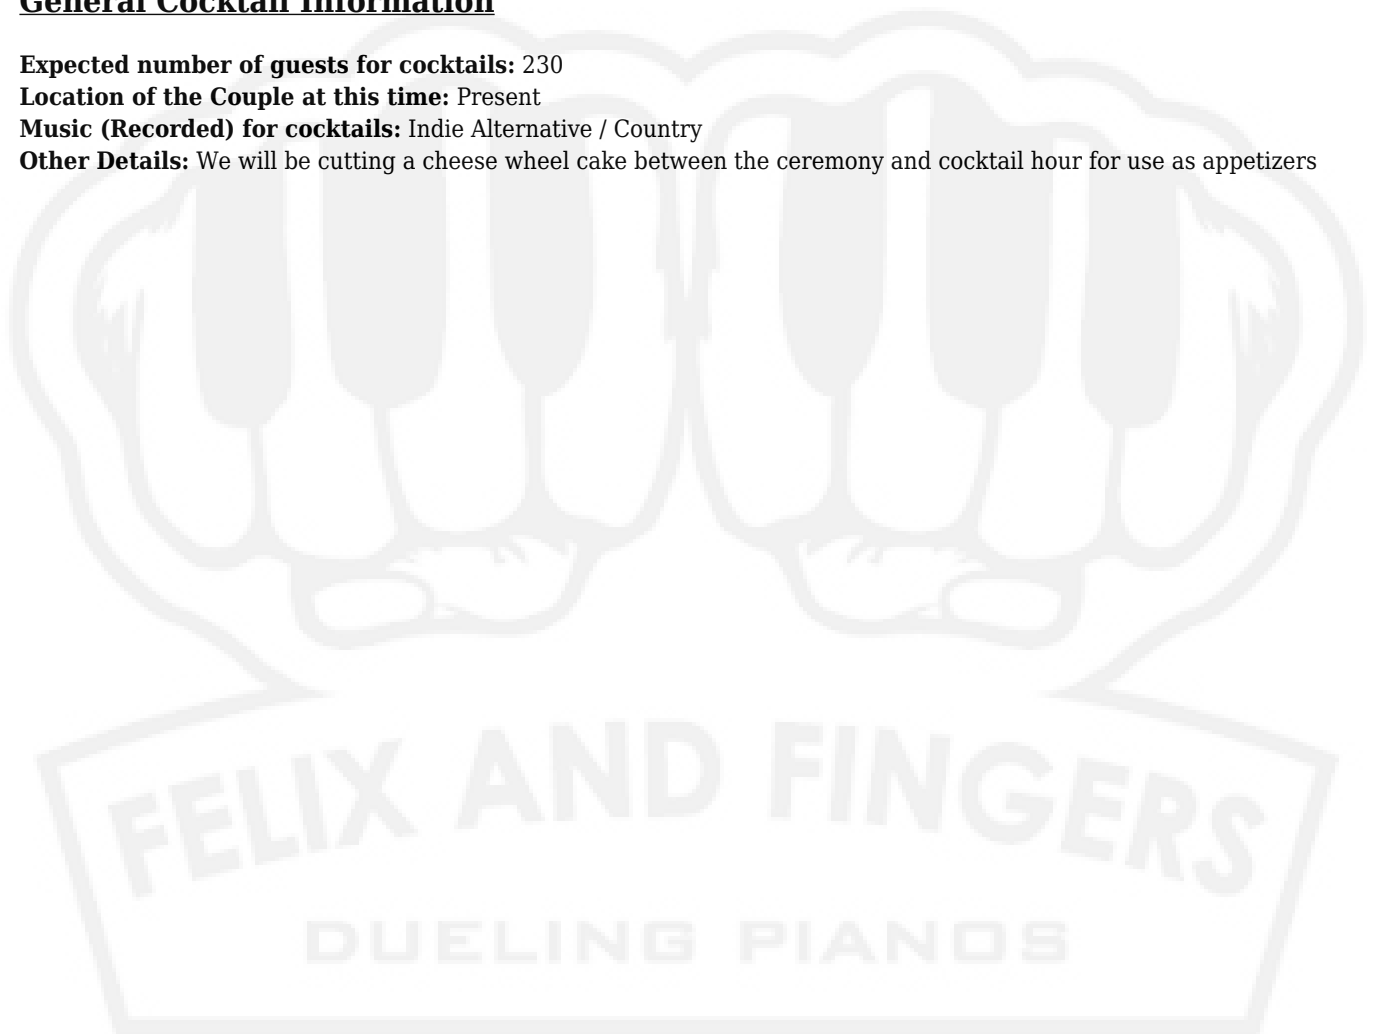 General Cocktail Information
Expected number of guests for cocktails: 230
Location of the Couple at this time: Present
Music (Recorded) for cocktails: Indie Alternative / Country
Other Details: We will be cutting a cheese wheel cake between the ceremony and cocktail hour for use as appetizers
FELIX AND FINGERS
DUELING PIANOS